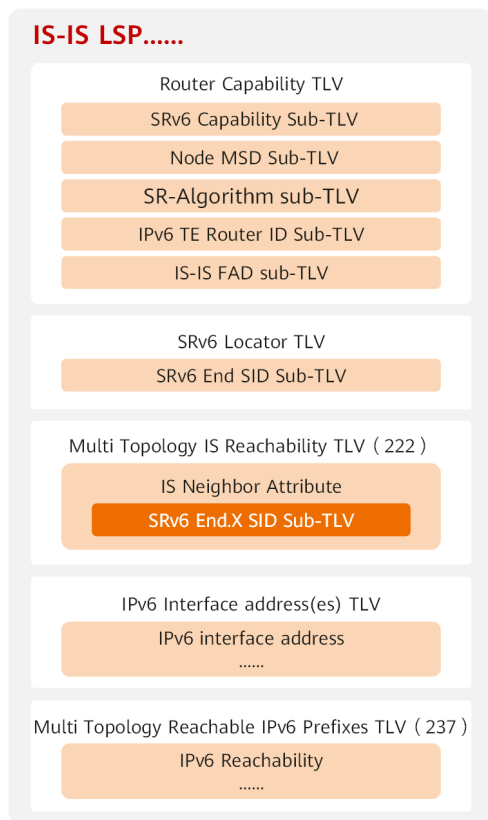 IS-IS LSP......
Router Capability TLV
SRv6 Capability Sub-TLV
Node MSD Sub-TLV
SR-Algorithm sub-TLV
IPv6 TE Router ID Sub-TLV
IS-IS FAD sub-TLV
SRv6 Locator TLV
SRv6 End SID Sub-TLV
Multi Topology IS Reachability TLV（222）
IS Neighbor Attribute
SRv6 End.X SID Sub-TLV
IPv6 Interface address(es) TLV
IPv6 interface address
......
Multi Topology Reachable IPv6 Prefixes TLV（237）
IPv6 Reachability
......